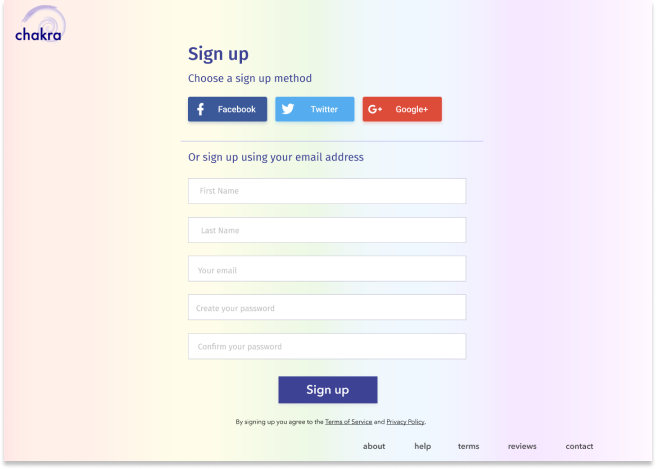 chakra
Sign up
Choose a sign up method
Facebook
Twitter
G+ Google+
Or sign up using your email address
First Name
Last Name
Your email
Create your password
Confirm your password
Sign up
By signing up you agree to the Terms of Service and Privacy Policy.
about help terms reviews contact